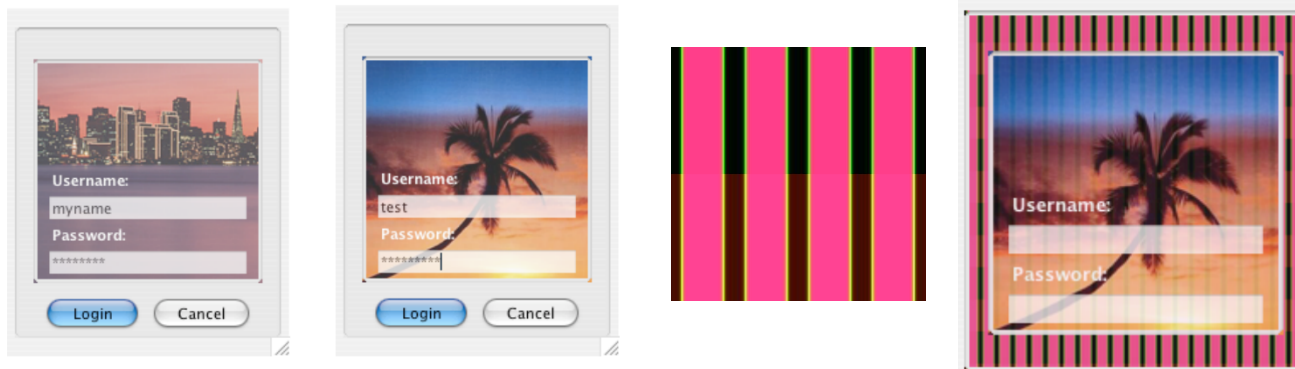 Username:
myname
Password:
********
Login
Cancel
Username:
test
Password:
*********
Login
Cancel
Username:
Password: